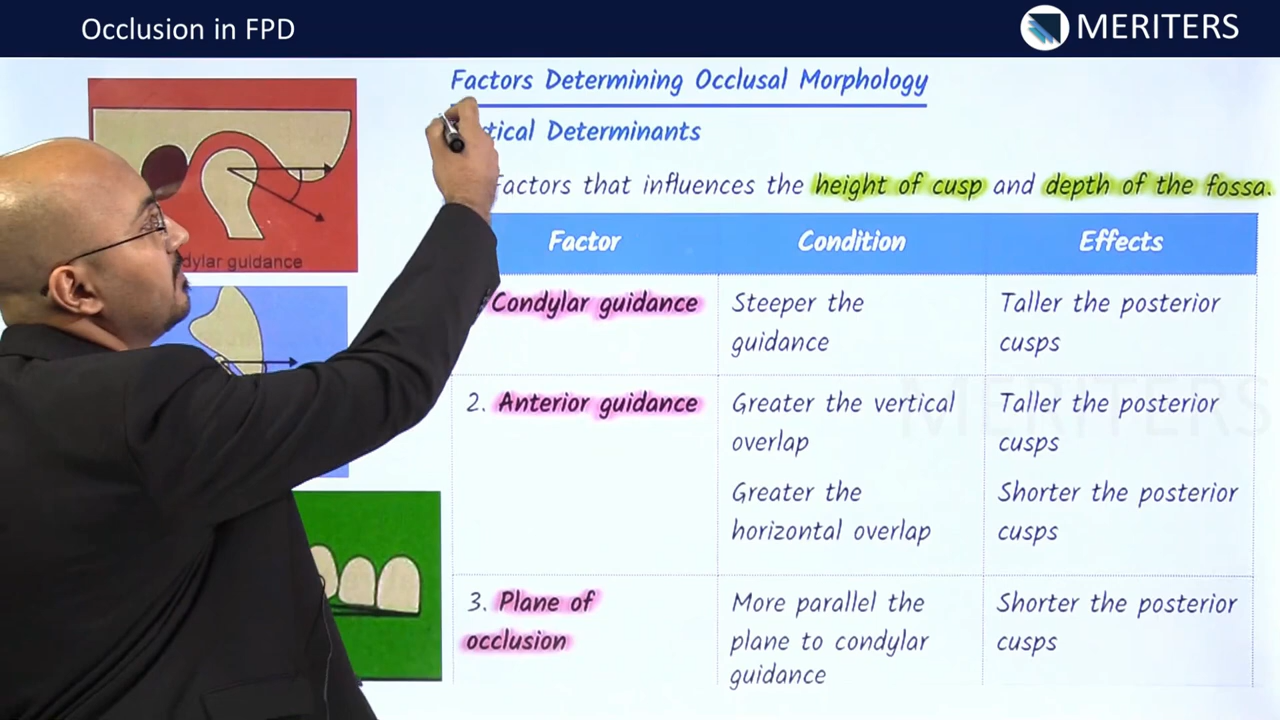 Occlusion in FPD
MERITERS
Factors Determining Occlusal Morphology
Determinants
Factors that influences the height of cusp and depth of the fossa.
guidance
Factor Condition Effects
Condylar guidance
Steeper the
guidance
Taller the posterior
cusps
2. Anterior guidance
Greater the vertical
overlap
Taller the posterior
cusps
Greater the
horizontal overlap
Shorter the posterior
cusps
3. Plane of
occlusion
More parallel the
plane to condylar
guidance
Shorter the posterior
cusps
MERITERS